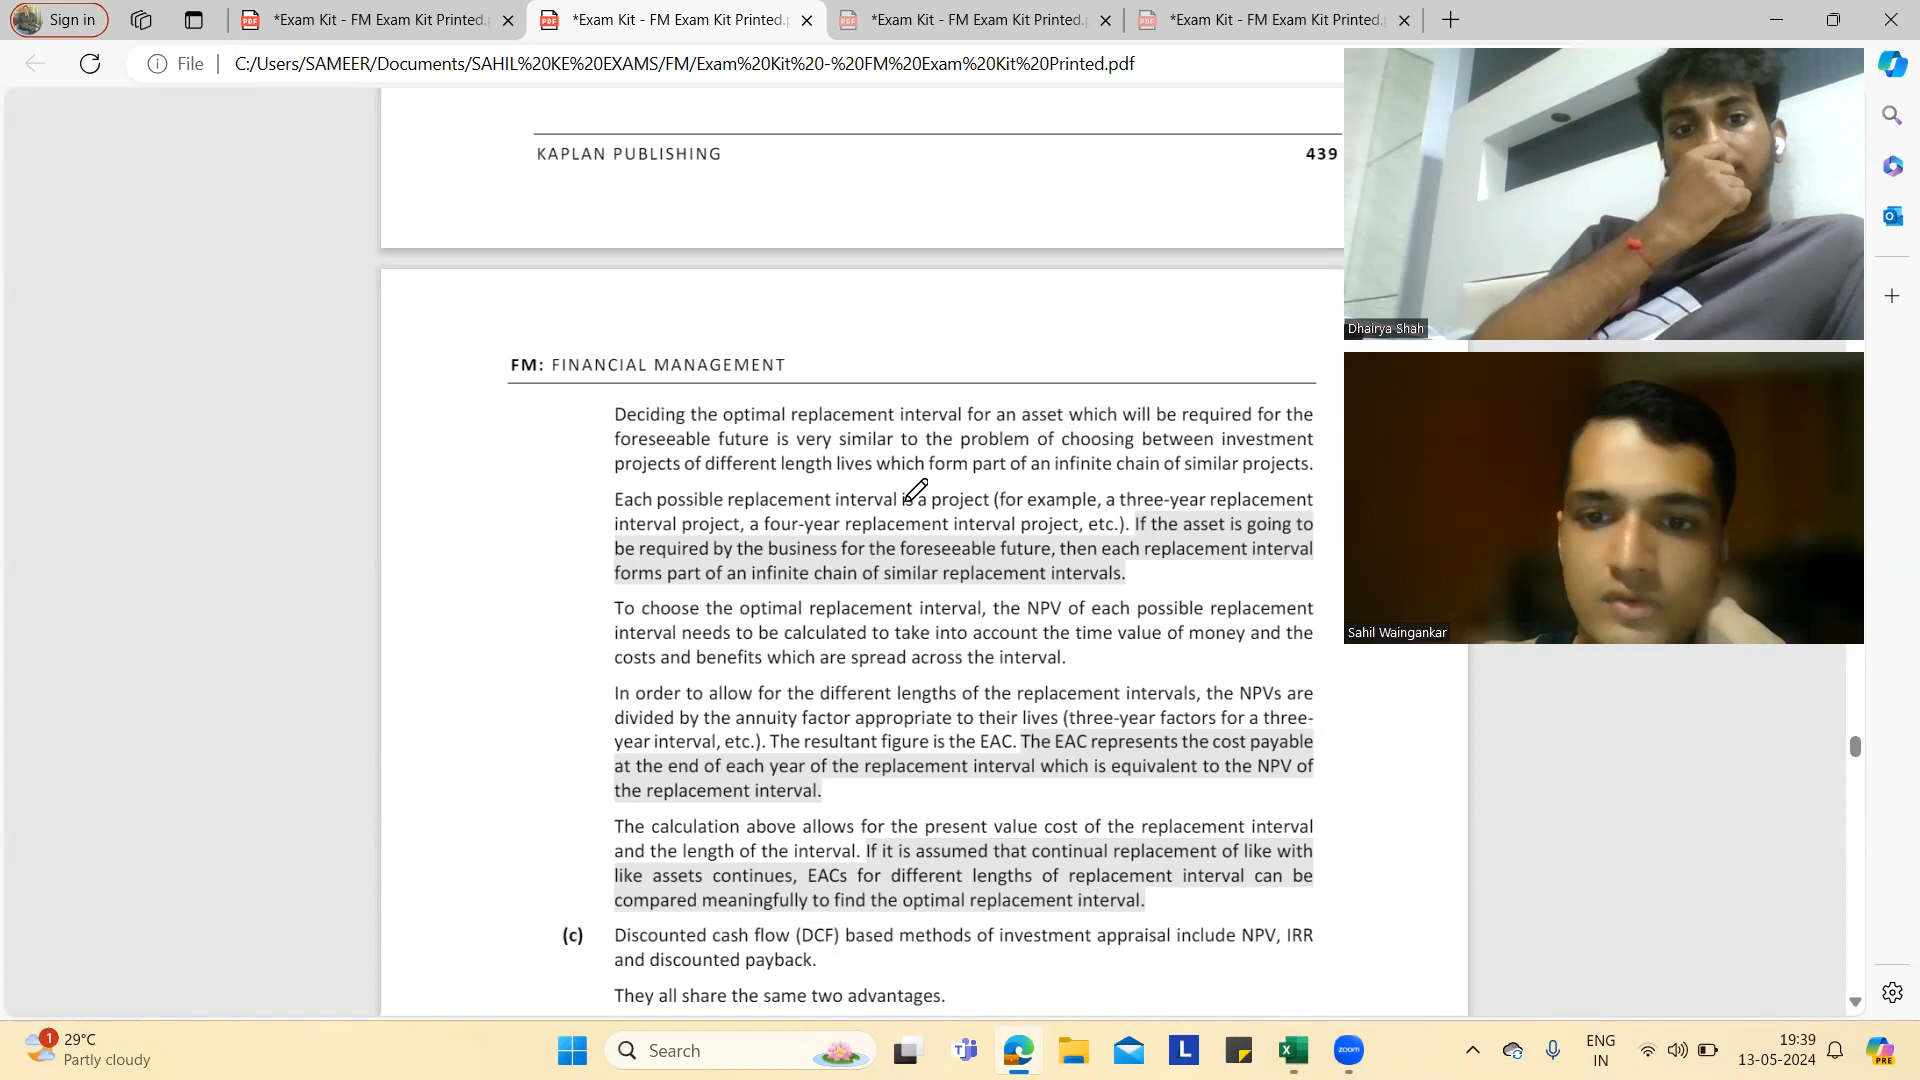 Sign in
*Exam Kit - FM Exam Kit Printed.p
*Exam Kit - FM Exam Kit Printed.p
*Exam Kit - FM Exam Kit Printed.p
*Exam Kit - FM Exam Kit Printed.
File
C:/Users/SAMEER/Documents/SAHIL%20KE%20EXAMS/FM/Exam%20Kit%20-%20FM%20Exam%20Kit%20Printed.pdf
KAPLAN PUBLISHING 439
Dhairya Shah
Sahil Waingankar
FM: FINANCIAL MANAGEMENT
Deciding the optimal replacement interval for an asset which will be required for the
foreseeable future is very similar to the problem of choosing between investment
projects of different length lives which form part of an infinite chain of similar projects.
Each possible replacement interval is a project (for example, a three-year replacement
interval project, a four-year replacement interval project, etc.). If the asset is going to
be required by the business for the foreseeable future, then each replacement interval
forms part of an infinite chain of similar replacement intervals.
To choose the optimal replacement interval, the NPV of each possible replacement
interval needs to be calculated to take into account the time value of money and the
costs and benefits which are spread across the interval.
In order to allow for the different lengths of the replacement intervals, the NPVs are
divided by the annuity factor appropriate to their lives (three-year factors for a three-
year interval, etc.). The resultant figure is the EAC. The EAC represents the cost payable
at the end of each year of the replacement interval which is equivalent to the NPV of
the replacement interval.
The calculation above allows for the present value cost of the replacement interval
and the length of the interval. If it is assumed that continual replacement of like with
like assets continues, EACs for different lengths of replacement interval can be
compared meaningfully to find the optimal replacement interval.
(c) Discounted cash flow (DCF) based methods of investment appraisal include NPV, IRR
and discounted payback.
They all share the same two advantages.
1
29°C
Partly cloudy
Search
L
zoom
ENG
IN
19:39
13-05-2024
PRE